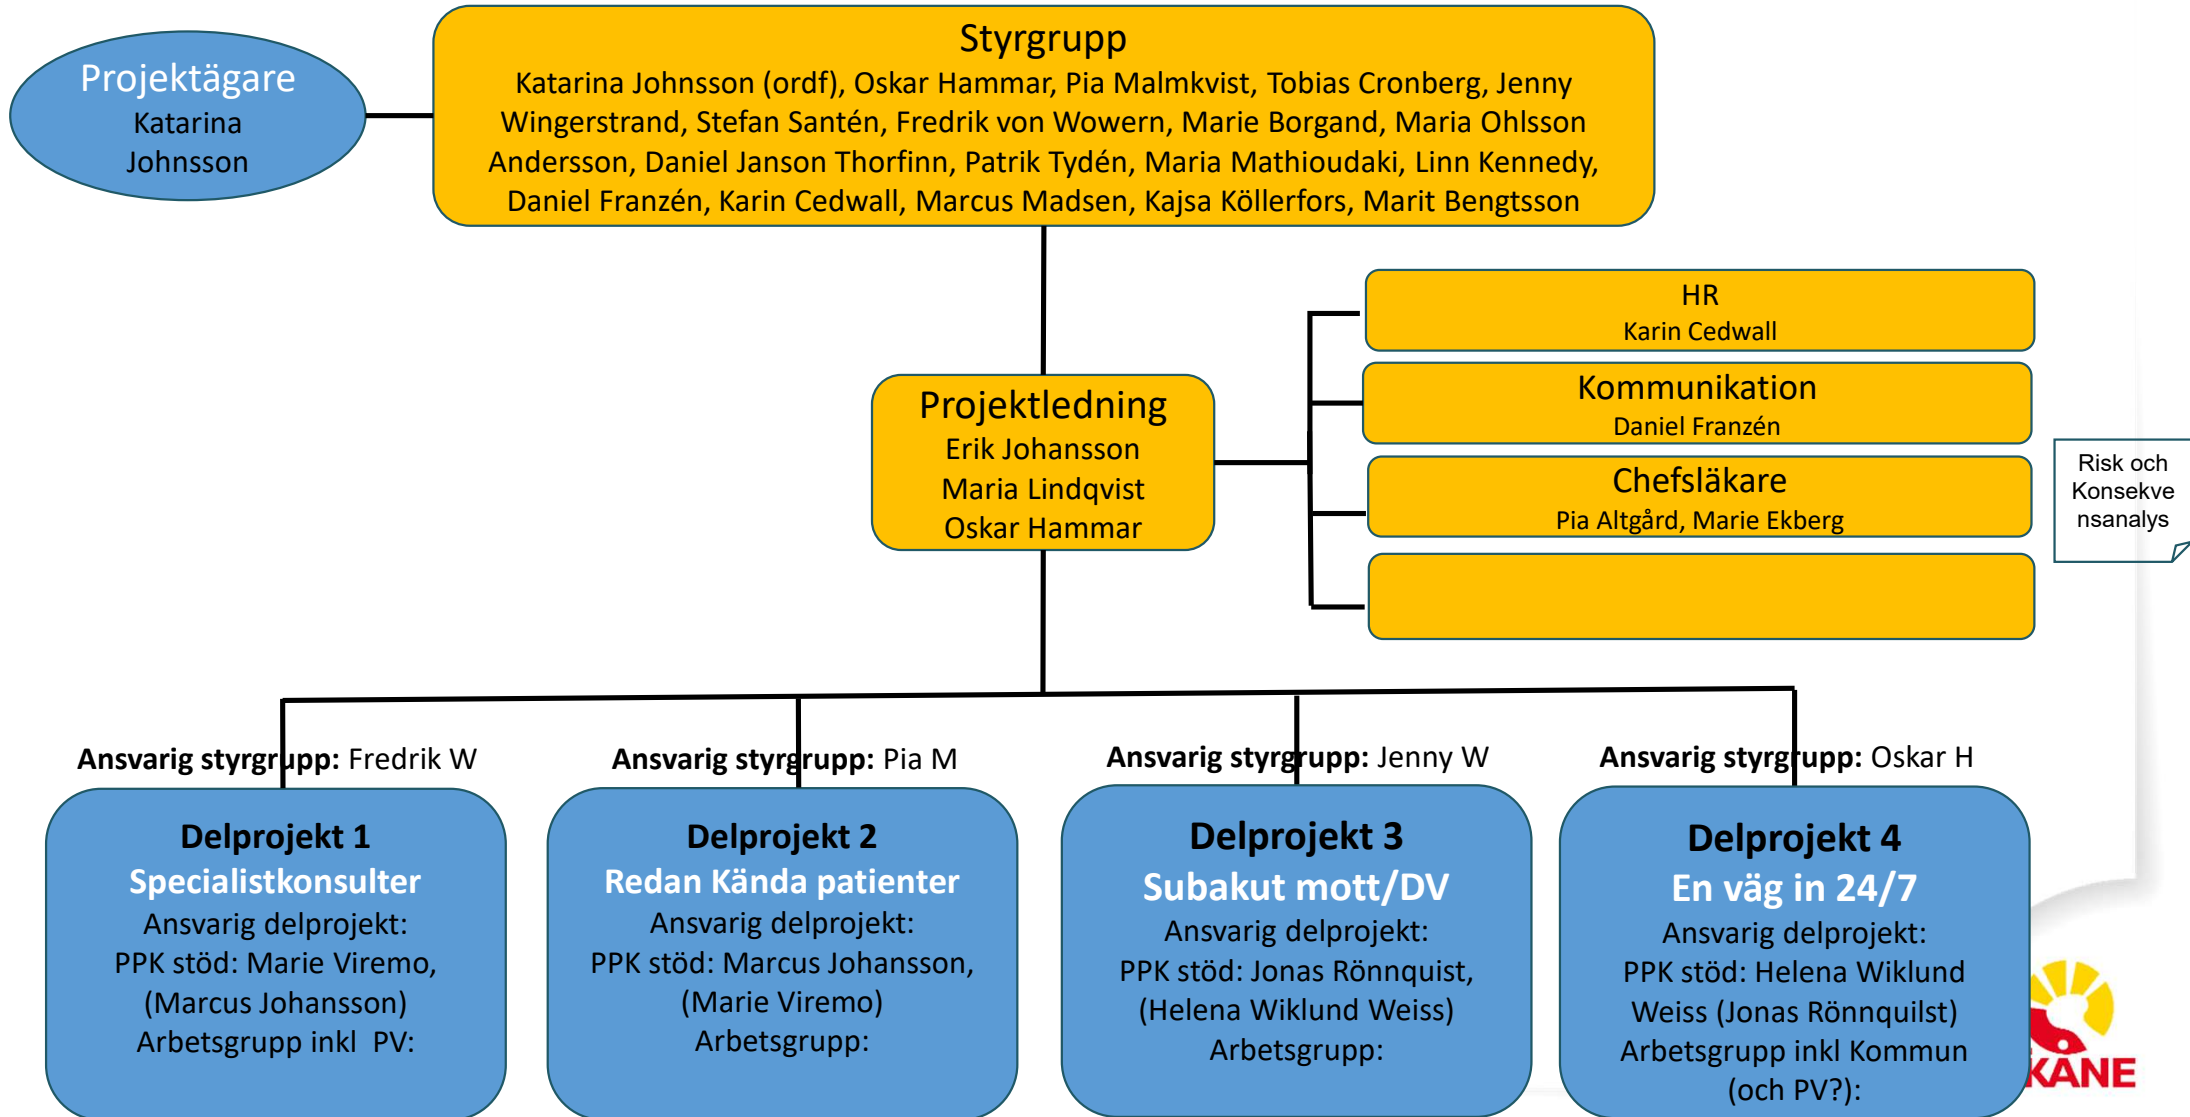 Projektägare
Katarina
Johnsson
Styrgrupp
Katarina Johnsson (ordf), Oskar Hammar, Pia Malmkvist, Tobias Cronberg, Jenny
Wingerstrand, Stefan Santén, Fredrik von Wowern, Marie Borgand, Maria Ohlsson
Andersson, Daniel Janson Thorfinn, Patrik Tydén, Maria Mathioudaki, Linn Kennedy,
Daniel Franzén, Karin Cedwall, Marcus Madsen, Kajsa Köllerfors, Marit Bengtsson
HR
Karin Cedwall
Kommunikation
Daniel Franzén
Chefsläkare
Pia Altgård, Marie Ekberg
Risk och
Konsekve
nsanalys
Projektledning
Erik Johansson
Maria Lindqvist
Oskar Hammar
Ansvarig styrgrupp: Fredrik W
Delprojekt 1
Specialistkonsulter
Ansvarig delprojekt:
PPK stöd: Marie Viremo,
(Marcus Johansson)
Arbetsgrupp inkl  PV:
Ansvarig styrgrupp: Pia M
Delprojekt 2
Redan Kända patienter
Ansvarig delprojekt:
PPK stöd: Marcus Johansson,
(Marie Viremo)
Arbetsgrupp:
Ansvarig styrgrupp: Jenny W
Delprojekt 3
Subakut mott/DV
Ansvarig delprojekt:
PPK stöd: Jonas Rönnquist,
(Helena Wiklund Weiss)
Arbetsgrupp:
Ansvarig styrgrupp: Oskar H
Delprojekt 4
En väg in 24/7
Ansvarig delprojekt:
PPK stöd: Helena Wiklund
Weiss (Jonas Rönnquilst)
Arbetsgrupp inkl Kommun
(och PV?):
KÅNE